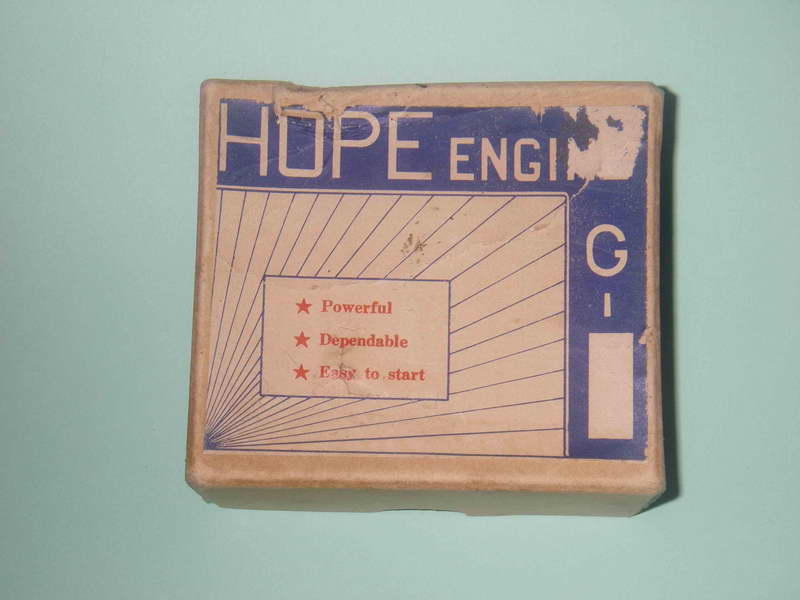 HOPE ENGI
G
-
★ Powerful
★ Dependable
★ Easy to start